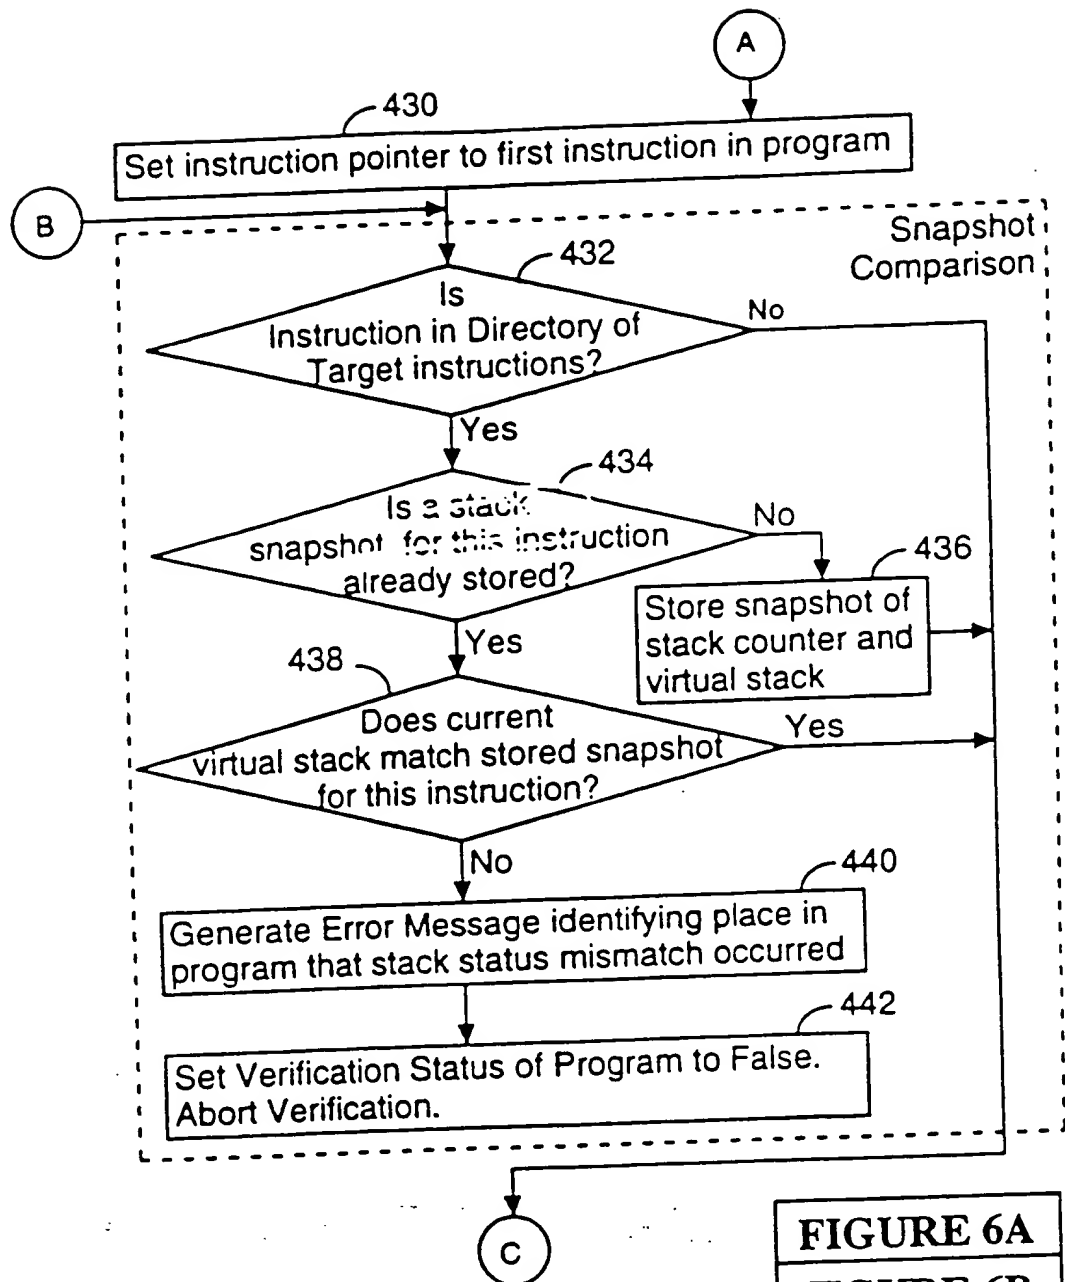 A
430
Set instruction pointer to first instruction in program
B
Snapshot
Comparison
432
Is
Instruction in Directory of
Target instructions?
No
Yes
434
Is a stack
snapshot for this instruction
already stored?
No
436
Store snapshot of
stack counter and
virtual stack
Yes
438
Does current
virtual stack match stored snapshot
for this instruction?
Yes
No
440
Generate Error Message identifying place in
program that stack status mismatch occurred
442
Set Verification Status of Program to False.
Abort Verification.
C
FIGURE 6A
FIGURE 6B